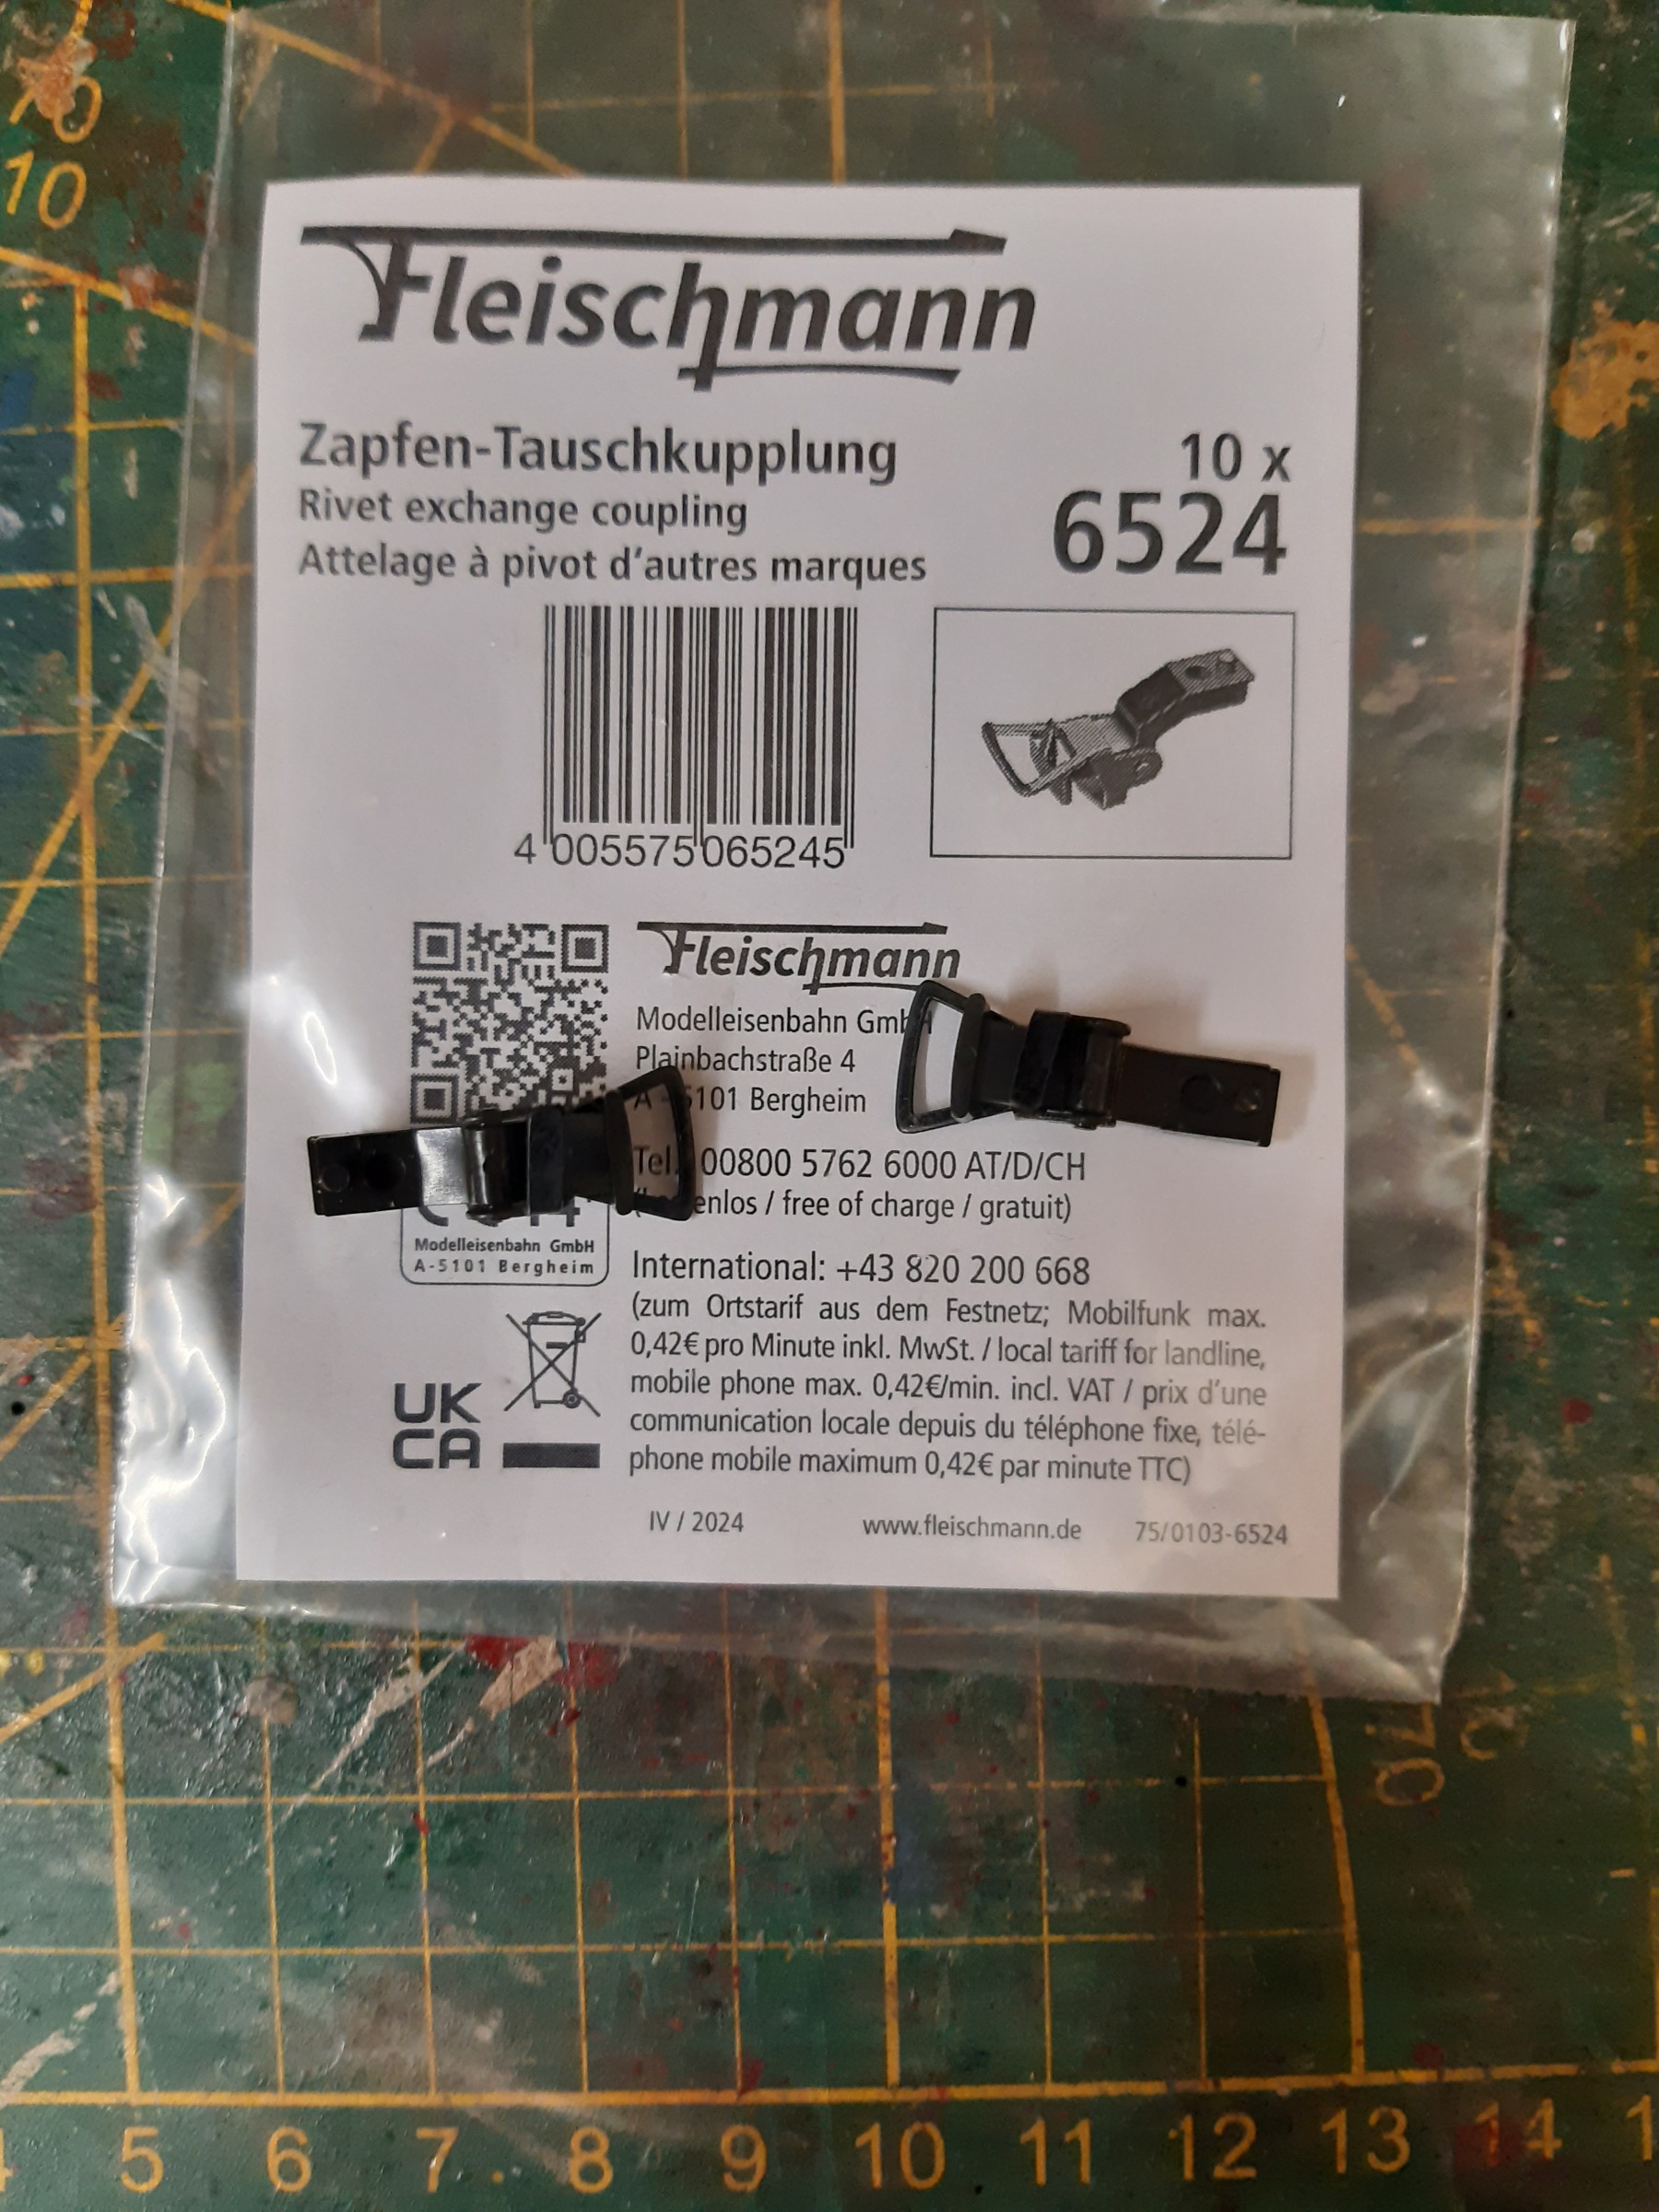 70
10
Fleischmann
Zapfen-Tauschkupplung
10 x
Rivet exchange coupling
6524
Attelage à pivot d'autres marques
4 005575 065245
Fleischmann
Modelleisenbahn
Plainbachstraße 4
A 5101 Bergheim
Tel. 00800 5762 6000 AT/D/CH
/ free of charge / gratuit)
Modelleisenbahn GmbH
A-5101 Bergheim
International: +43 820 200 668
(zum Ortstarif aus dem Festnetz; Mobilfunk max.
0,42€ pro Minute inkl. MwSt. / local tariff for landline,
mobile phone max. 0,42€/min. incl. VAT / prix d'une
communication locale depuis du téléphone fixe, télé-
phone mobile maximum 0,42€ par minute TTC)
UK
CA
IV / 2024
www.fleischmann.de
75/0103-6524
70
5 6 7 8 9 10 11 12 13 14